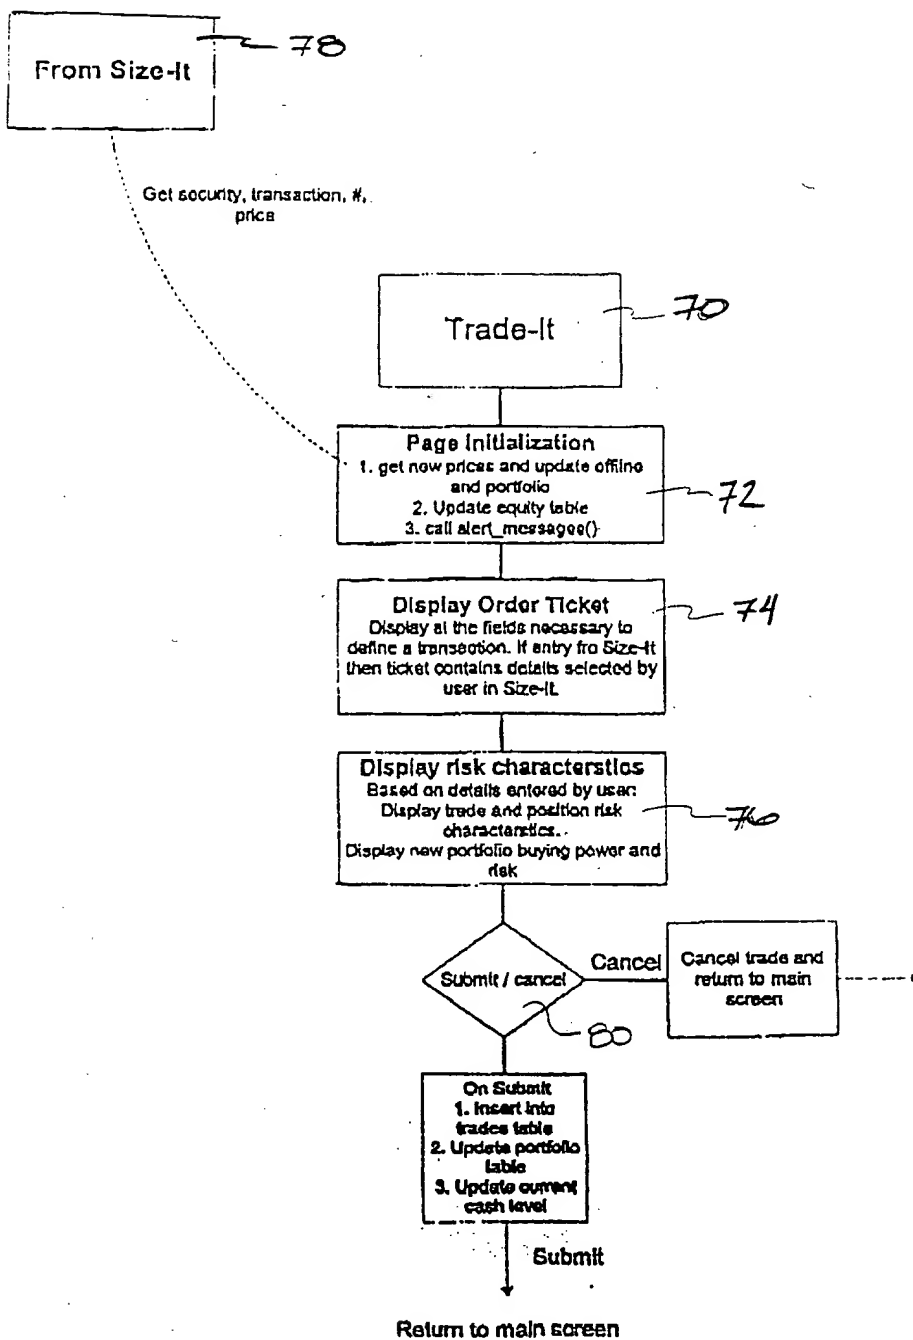 78
From Size-It
Get security, transaction, #,
price
70
Trade-It
Page Initialization
1. get new prices and update offline
and portfolio
2. Update equity table
3. call alert_messages()
72
Display Order Ticket
Display al the fields necessary to
define a transaction. If entry fro Size-It
then ticket contains details selected by
user in Size-It.
74
Display risk characterstics
Based on details entered by user:
Display trade and position risk
characterstics.
Display new portfolio buying power and
risk
76
Submit / cancel
80
Cancel
Cancel trade and
return to main
screen
On Submit
1. Insert into
trades table
2. Update portfolio
table
3. Update current
cash level
Submit
Return to main screen